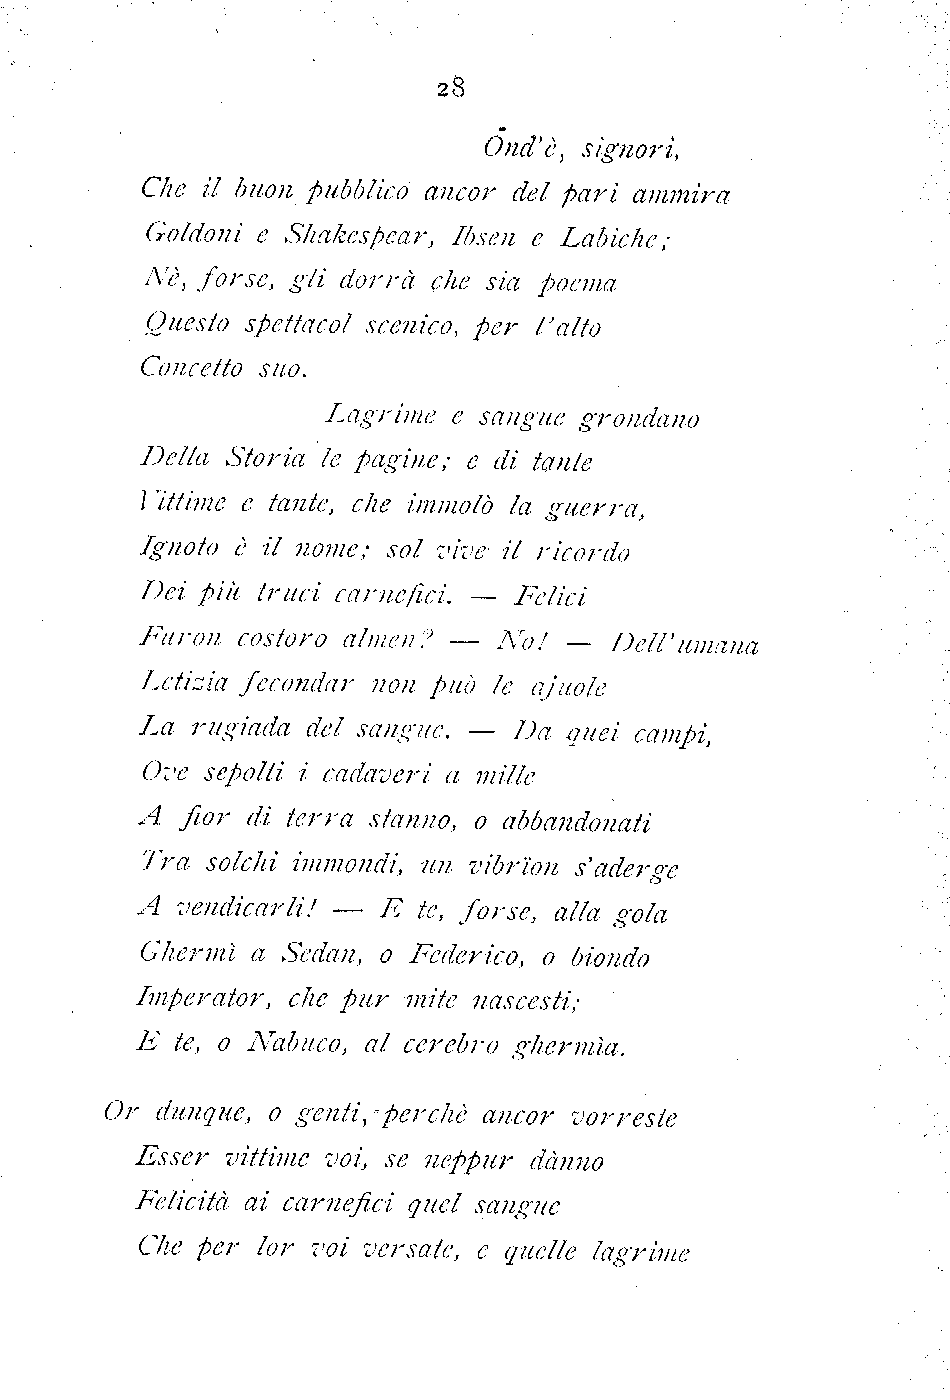 28
Ond'è, signori,
Che il buon pubblico ancor del pari ammira
Goldoni e Shakespear, Ibsen e Labiche;
Nè, forse, gli dorrà che sia poema
Questo spettacol scenico, per l'alto
Concetto suo.
Lagrime e sangue grondano
Della Storia le pagine; e di tante
Vittime e tante, che immolò la guerra,
Ignoto è il nome; sol vive il ricordo
Dei più truci carnefici. — Felici
Furon costoro almen? — No! — Dell'umana
Letizia fecondar non può le ajuole
La rugiada del sangue. — Da quei campi,
Ove sepolti i cadaveri a mille
A fior di terra stanno, o abbandonati
Tra solchi immondi, un vibrïon s'aderge
A vendicarli! — E te, forse, alla gola
Ghermì a Sedan, o Federico, o biondo
Imperator, che pur mite nascesti;
E te, o Nabuco, al cerebro ghermìa.
Or dunque, o genti, perchè ancor vorreste
Esser vittime voi, se neppur dànno
Felicità ai carnefici quel sangue
Che per lor voi versate, e quelle lagrime